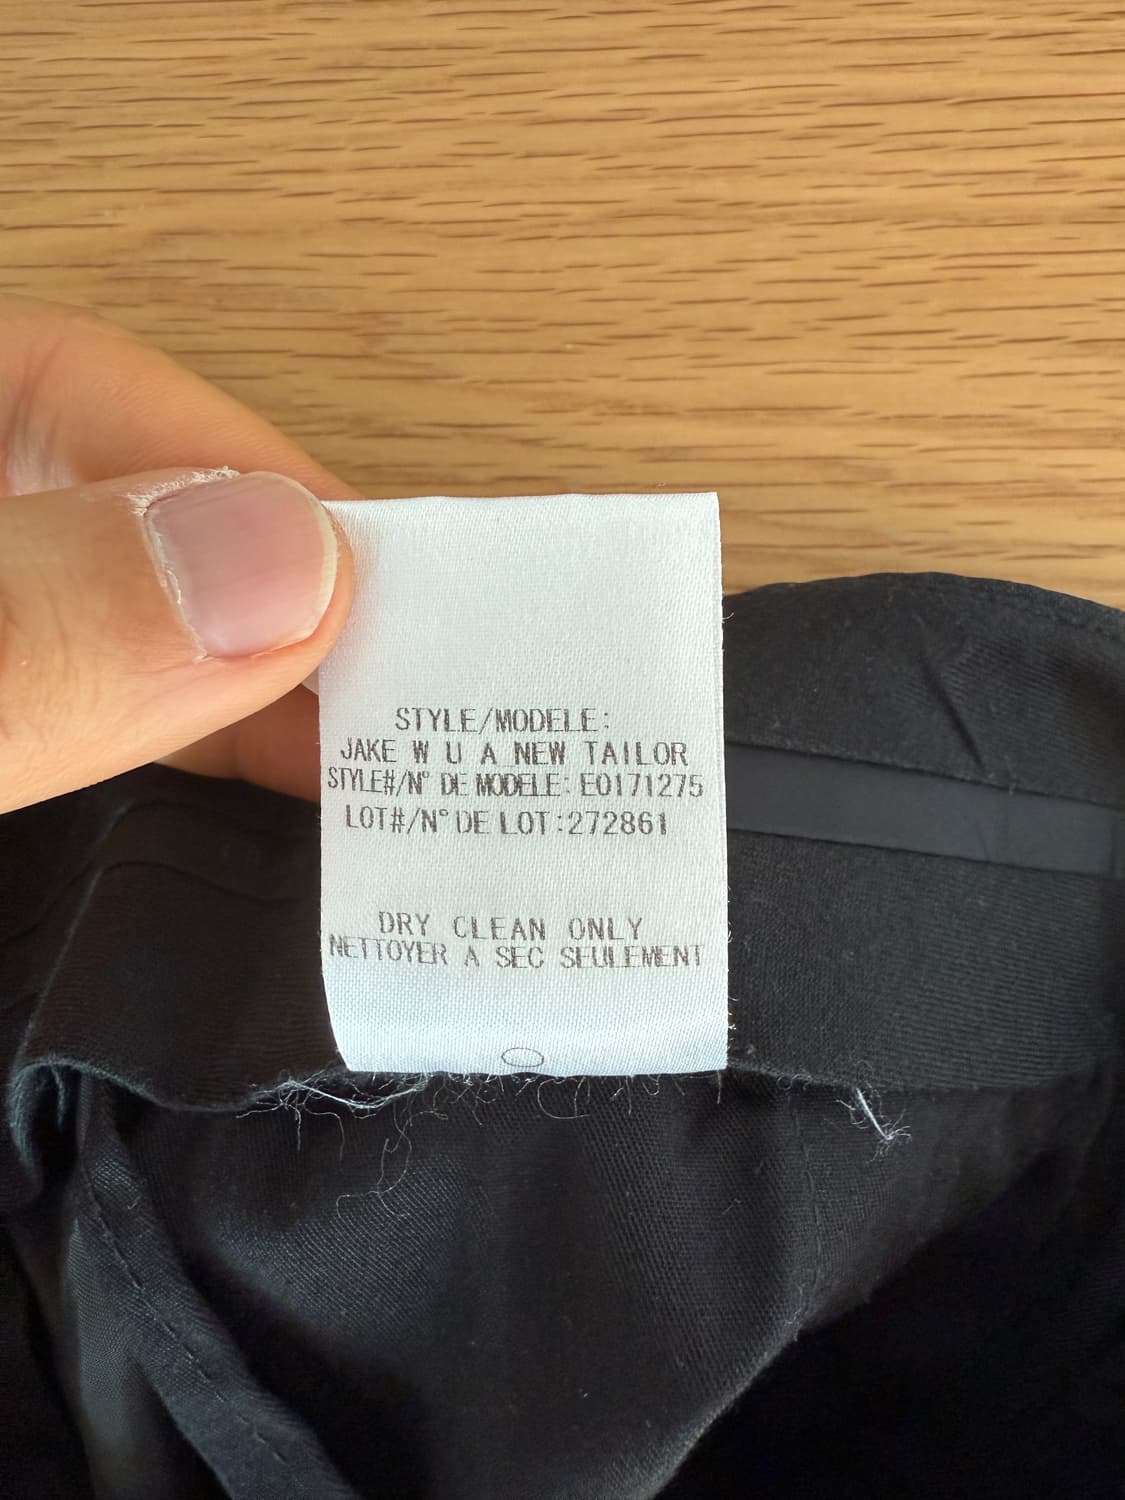 STYLE/MODELE:
JAKE W U A NEW TAILOR
STYLE#/N° DE MODELE: E0171275
LOT#/N° DE LOT:272861
DRY CLEAN ONLY
NETTOYER A SEC SEULEMENT